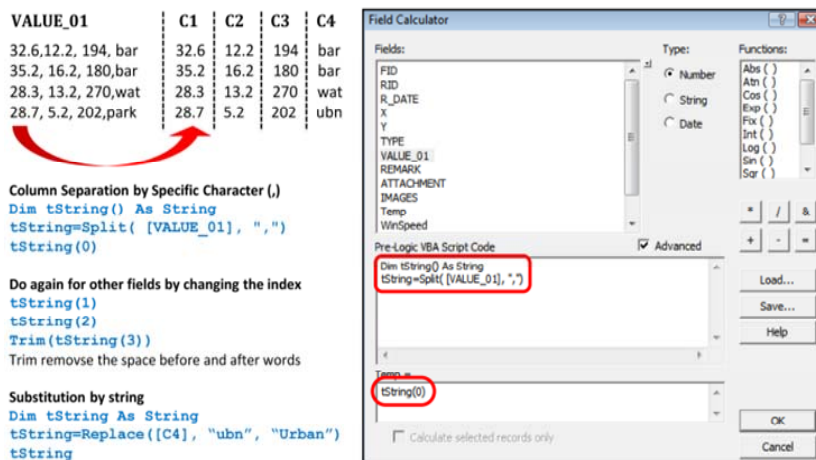 VALUE_01 C1 C2 C3 C4
32.6,12.2, 194, bar 32.6 12.2 194 bar
35.2, 16.2, 180,bar 35.2 16.2 180 bar
28.3, 13.2, 270,wat 28.3 13.2 270 wat
28.7, 5.2, 202,park 28.7 5.2 202 ubn
Column Separation by Specific Character (,)
Dim tString() As String
tString=Split( [VALUE_01], ",")
tString(0)
Do again for other fields by changing the index
tString(1)
tString(2)
Trim(tString(3))
Trim removse the space before and after words
Substitution by string
Dim tString As String
tString=Replace([C4], “ubn”, “Urban”)
tString
Field Calculator
Fields:
FID
RID
R_DATE
X
Y
TYPE
VALUE_01
REMARK
ATTACHMENT
IMAGES
Temp
WinSpeed
Type:
Number
String
Date
Functions:
Abs ( )
Atn ( )
Cos ( )
Exp ( )
Fix ( )
Int ( )
Log ( )
Sin ( )
Sqr ( )
* / &
+ - =
Pre-Logic VBA Script Code
Advanced
Dim tString() As String
tString=Split( [VALUE_01], ",")
Load...
Save...
Help
Temp =
tString(0)
Calculate selected records only
OK
Cancel